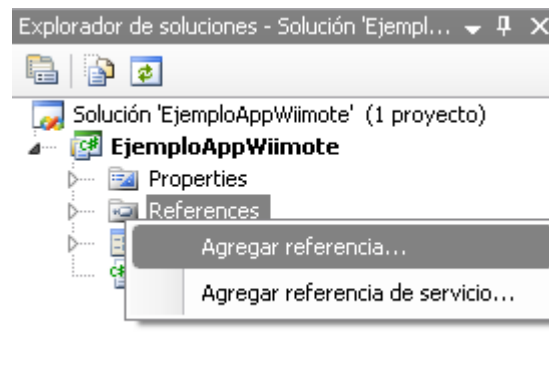 Explorador de soluciones - Solución 'Ejempl...
Solución 'EjemploAppWiimote' (1 proyecto)
EjemploAppWiimote
Properties
References
Agregar referencia...
Agregar referencia de servicio...